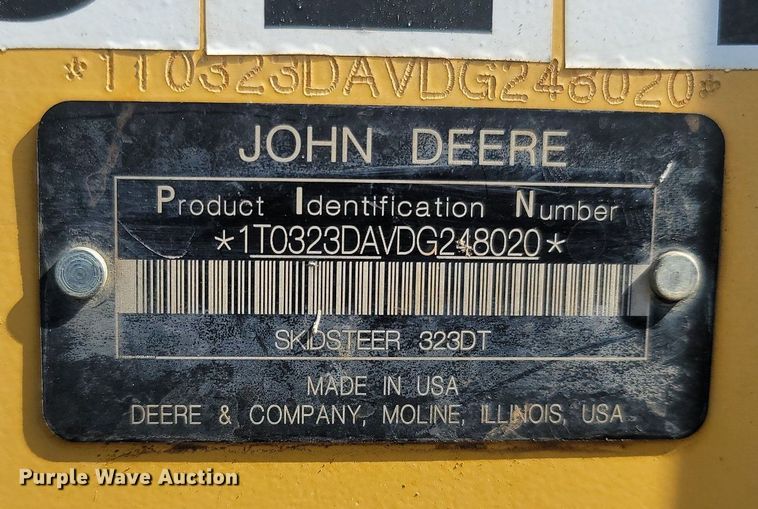 *1T0323DAVDG248020*
JOHN DEERE
Product Identification Number
*1T0323DAVDG248020*
SKIDSTEER 323DT
MADE IN USA
DEERE & COMPANY, MOLINE, ILLINOIS, USA
Purple Wave Auction